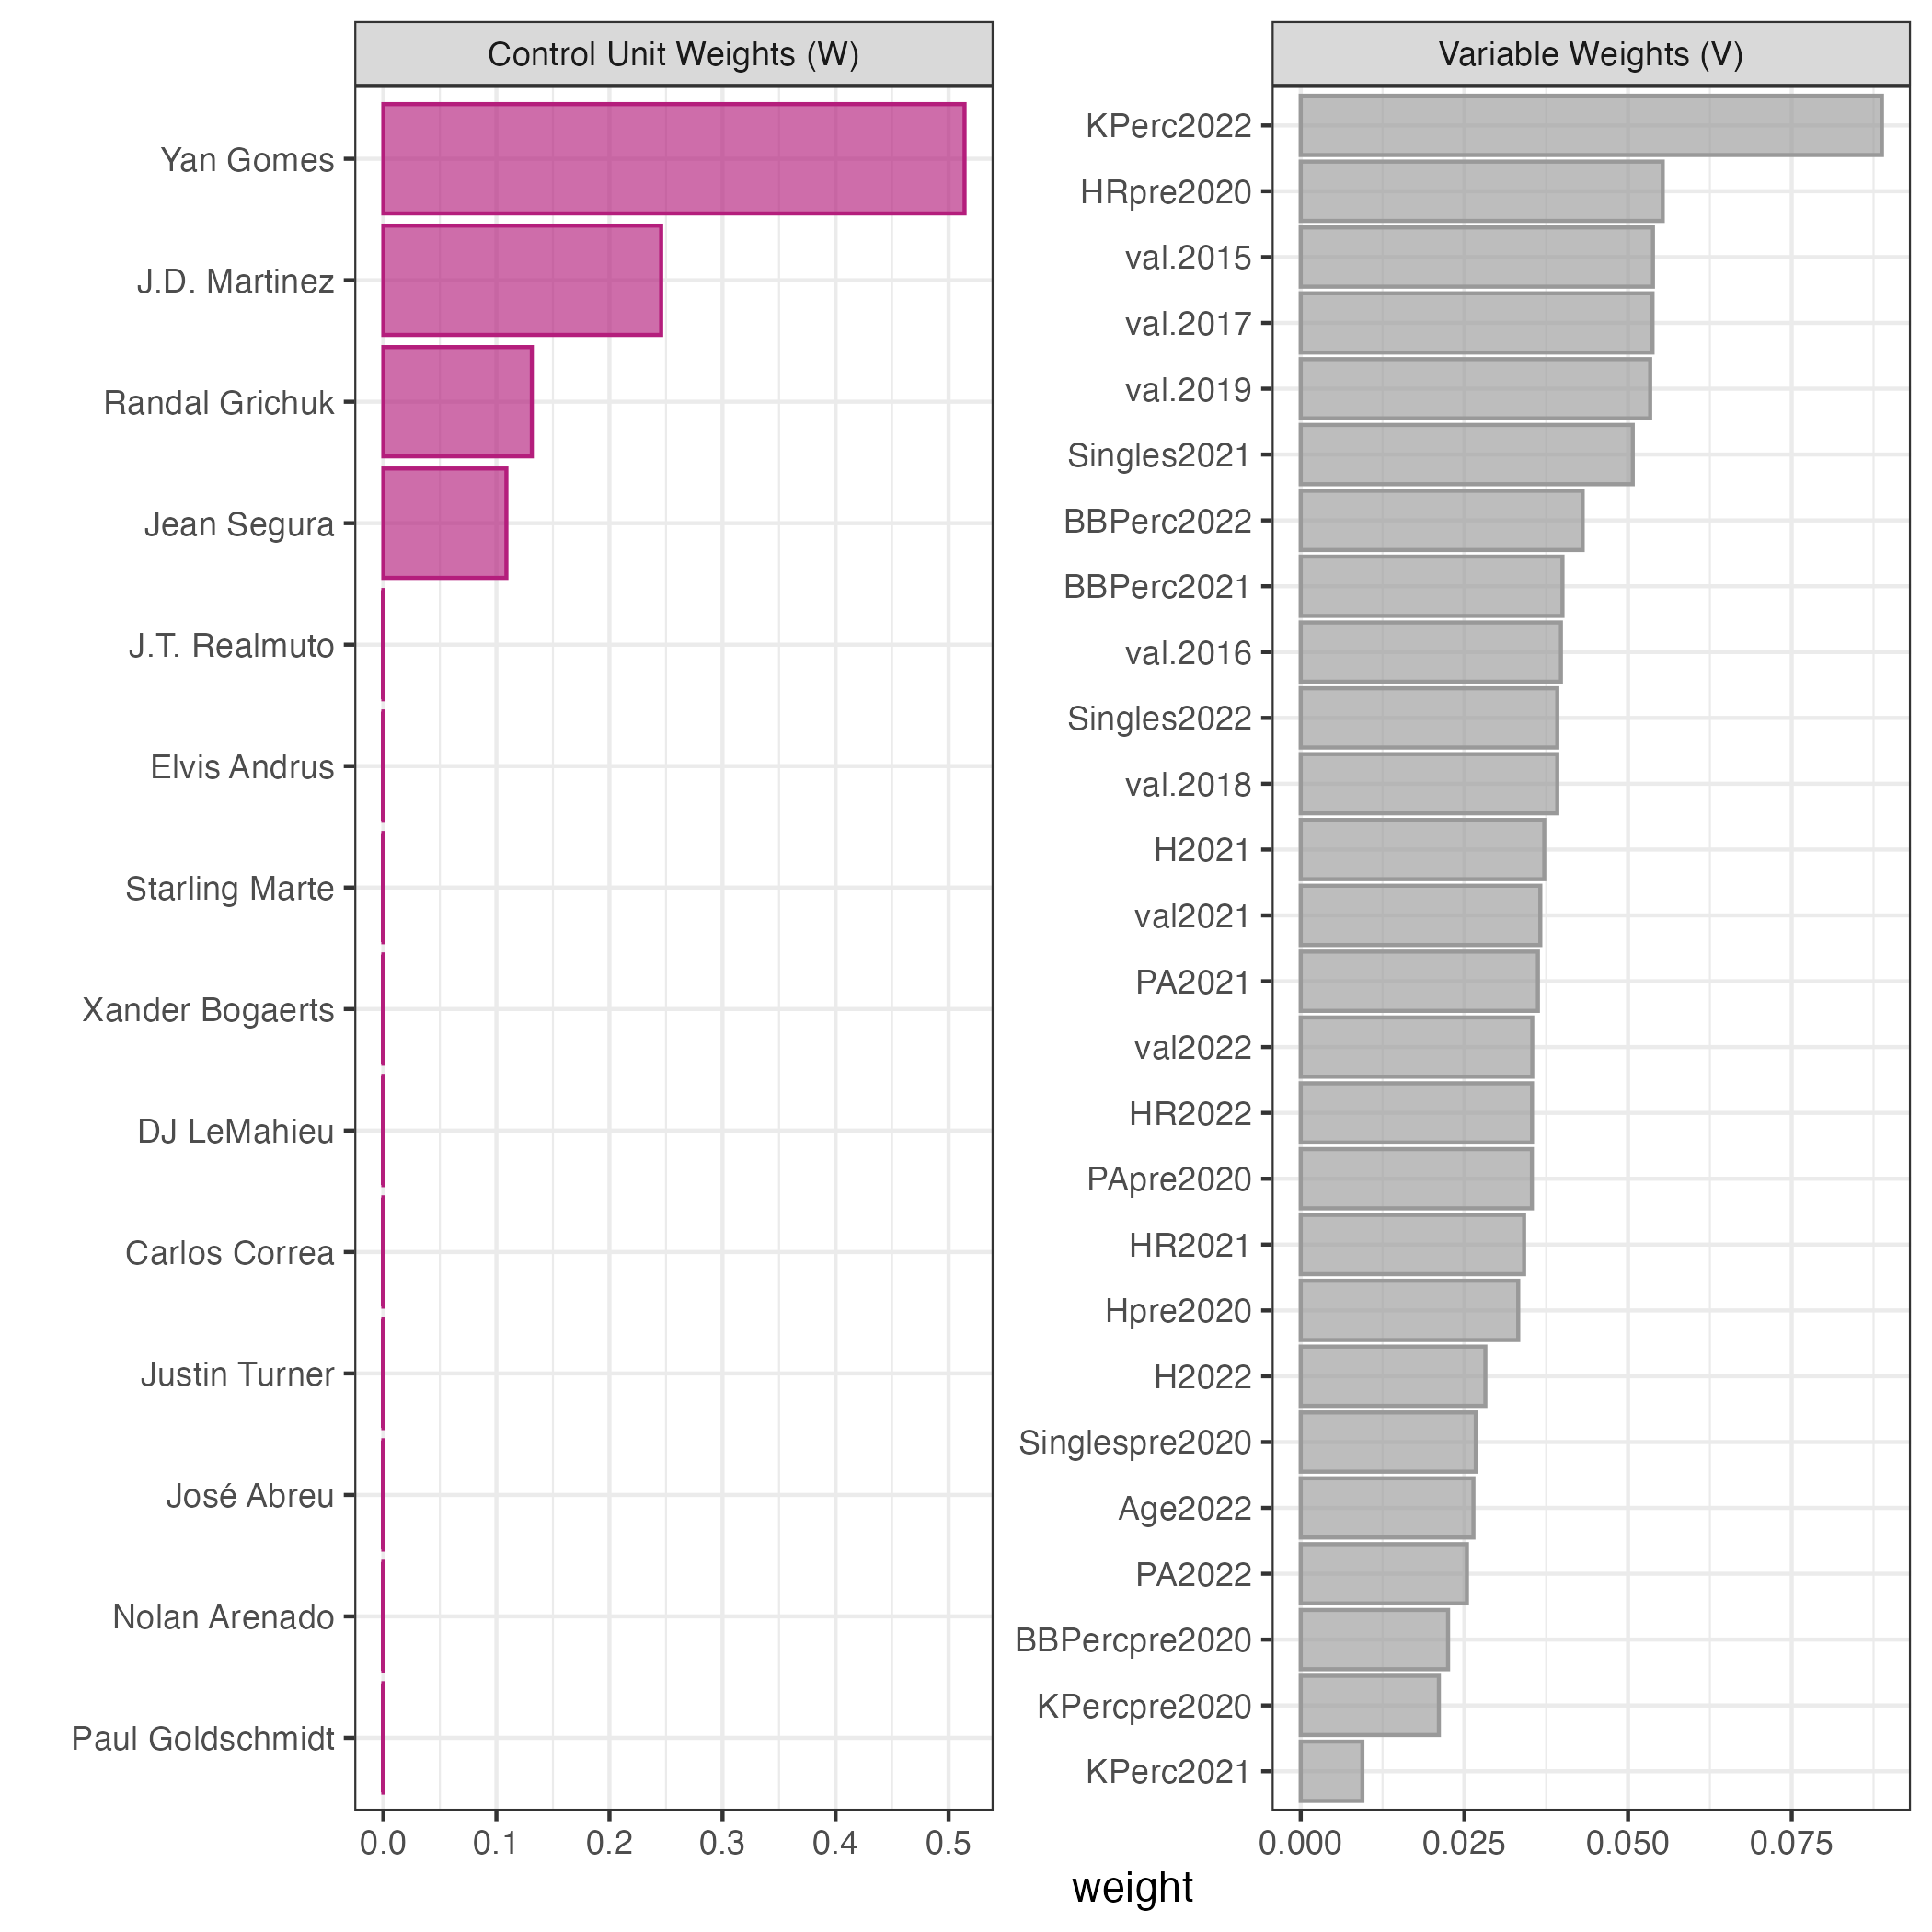 Control Unit Weights (W)
Yan Gomes
J.D. Martinez
Randal Grichuk
Jean Segura
J.T. Realmuto
Elvis Andrus
Starling Marte
Xander Bogaerts
DJ LeMahieu
Carlos Correa
Justin Turner
José Abreu
Nolan Arenado
Paul Goldschmidt
0.0 0.1 0.2 0.3 0.4 0.5
Variable Weights (V)
KPerc2022
HRpre2020
val.2015
val.2017
val.2019
Singles2021
BBPerc2022
BBPerc2021
val.2016
Singles2022
val.2018
H2021
val2021
PA2021
val2022
HR2022
PApre2020
HR2021
Hpre2020
H2022
Singlespre2020
Age2022
PA2022
BBPercpre2020
KPercpre2020
KPerc2021
0.000 0.025 0.050 0.075
weight